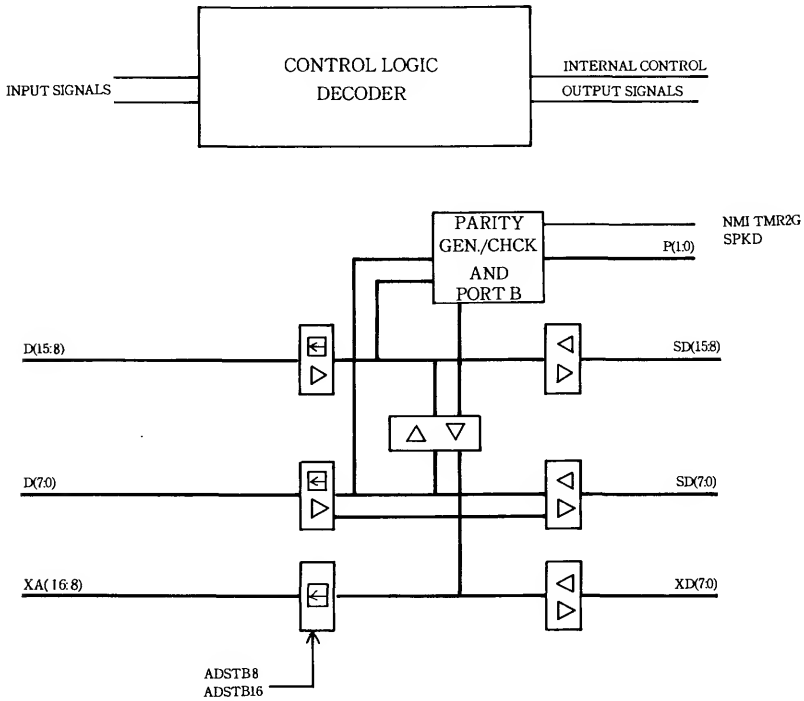 CONTROL LOGIC
DECODER
INPUT SIGNALS
INTERNAL CONTROL
OUTPUT SIGNALS
PARITY
GEN./CHCK
AND
PORT B
NMI TMR2G
SPKD
P(1:0)
D(15:8)
SD(15:8)
D(7:0)
SD(7:0)
XA(16:8)
XD(7:0)
ADSTB8
ADSTB16